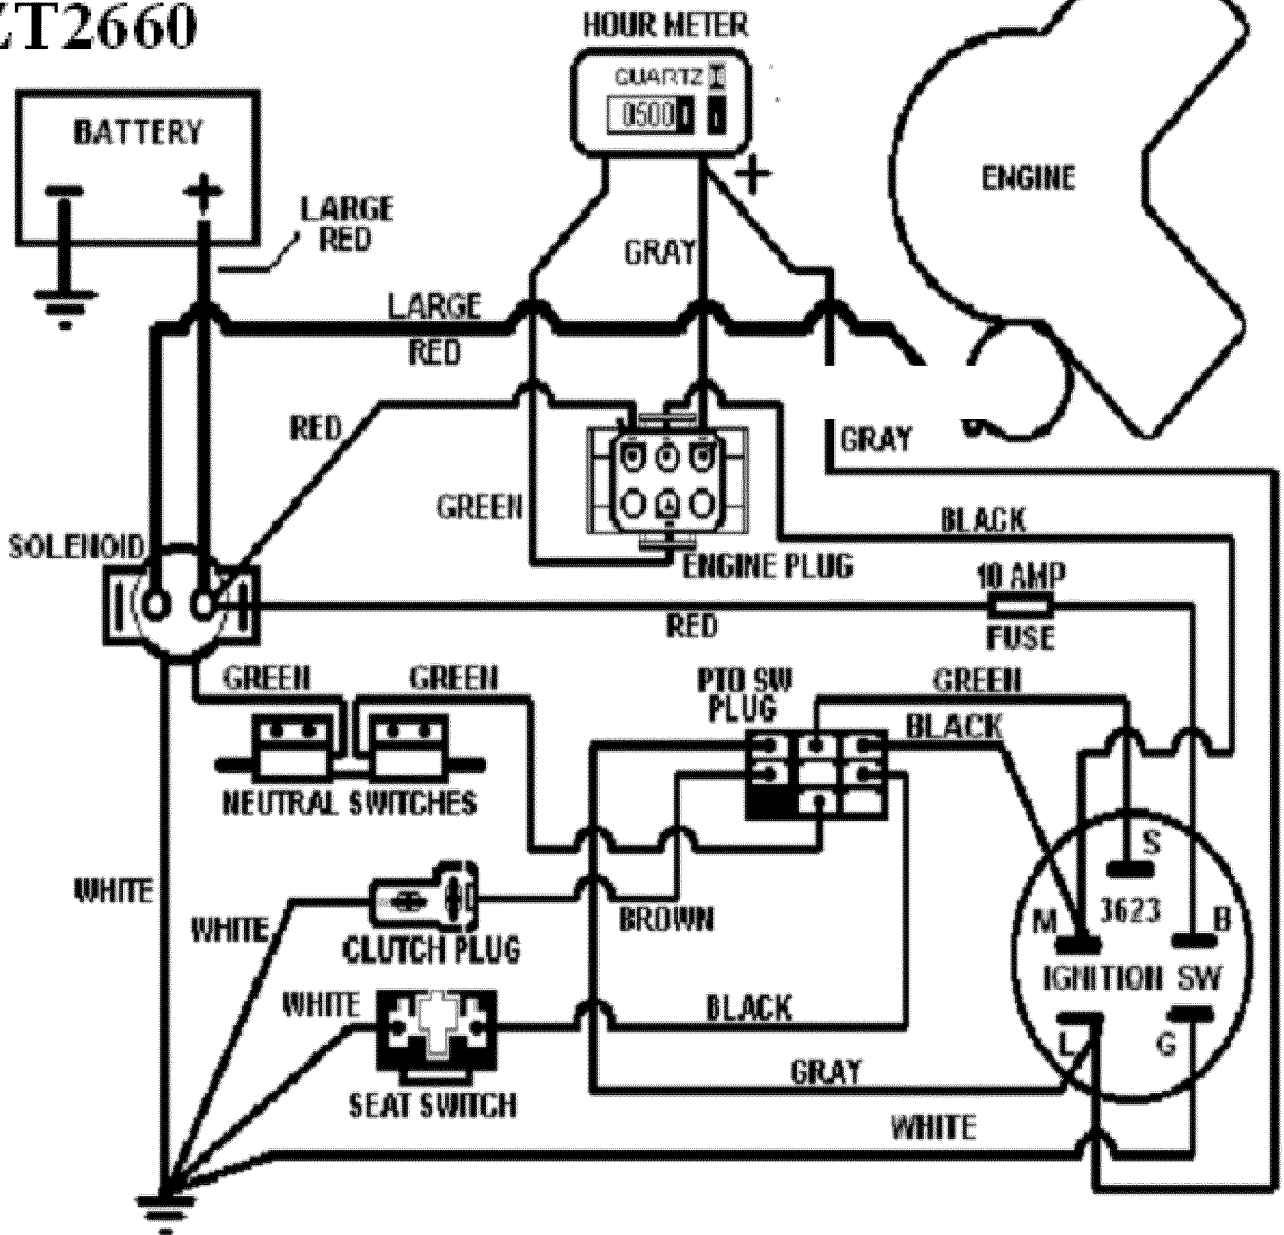 ZT2660
HOUR METER
QUARTZ
0500
BATTERY
ENGINE
LARGE
RED
GRAY
LARGE
RED
RED
GRAY
GREEN
BLACK
SOLENOID
ENGINE PLUG
10 AMP
FUSE
RED
GREEN
GREEN
PTO SW
PLUG
GREEN
BLACK
NEUTRAL SWITCHES
S
WHITE
3623
M
B
WHITE
BROWN
CLUTCH PLUG
IGNITION SW
WHITE
BLACK
L
G
GRAY
SEAT SWITCH
WHITE